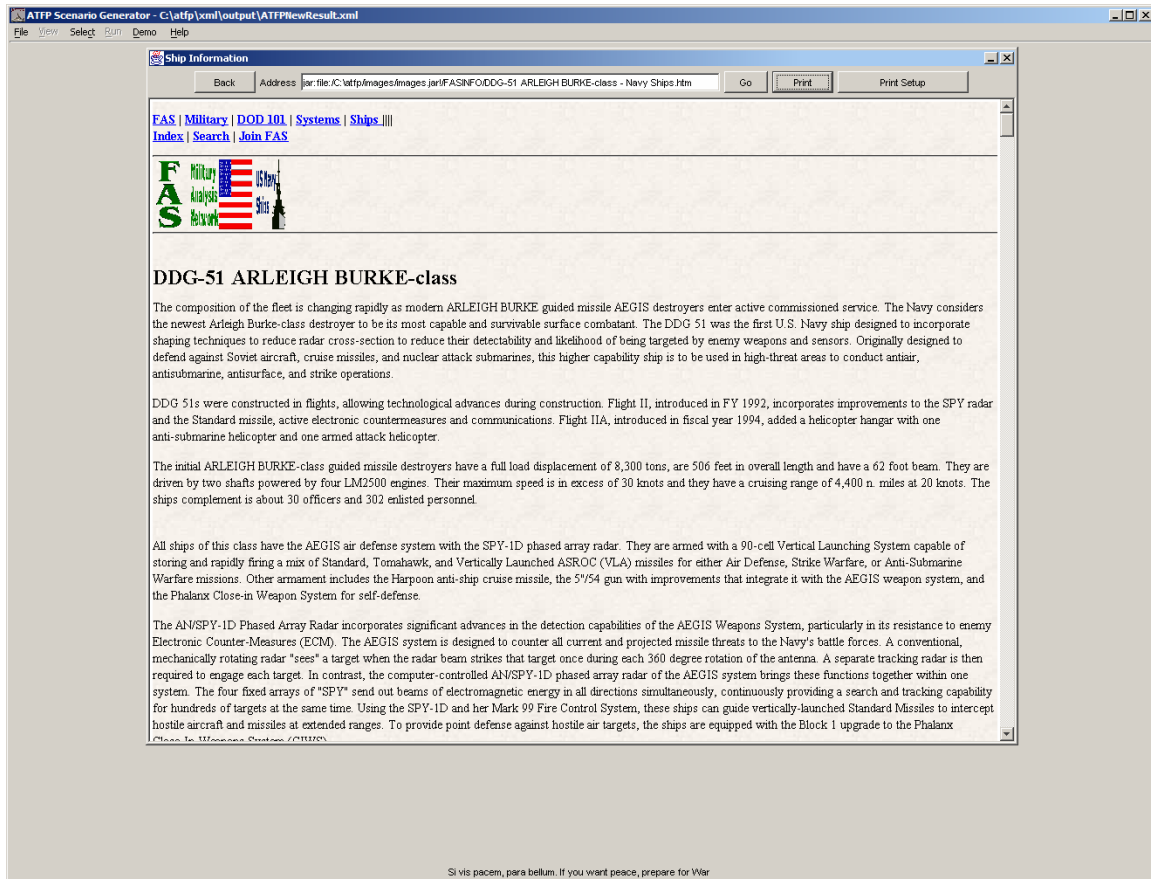 ATFP Scenario Generator - C:\atfp\xml\output\ATFPNewResult.xml
File View Select Run Demo Help
Ship Information
Back Address jar:file:/C:\atfp/images/images.jar!/FASINFO/DDG-51 ARLEIGH BURKE-class - Navy Ships.htm Go Print Print Setup
FAS | Military | DOD 101 | Systems | Ships ||||
Index | Search | Join FAS
FAS Military Analysis Network US Navy Ships
DDG-51 ARLEIGH BURKE-class
The composition of the fleet is changing rapidly as modern ARLEIGH BURKE guided missile AEGIS destroyers enter active commissioned service. The Navy considers
the newest Arleigh Burke-class destroyer to be its most capable and survivable surface combatant. The DDG 51 was the first U.S. Navy ship designed to incorporate
shaping techniques to reduce radar cross-section to reduce their detectability and likelihood of being targeted by enemy weapons and sensors. Originally designed to
defend against Soviet aircraft, cruise missiles, and nuclear attack submarines, this higher capability ship is to be used in high-threat areas to conduct antiair,
antisubmarine, antisurface, and strike operations.
DDG 51s were constructed in flights, allowing technological advances during construction. Flight II, introduced in FY 1992, incorporates improvements to the SPY radar
and the Standard missile, active electronic countermeasures and communications. Flight IIA, introduced in fiscal year 1994, added a helicopter hangar with one
anti-submarine helicopter and one armed attack helicopter.
The initial ARLEIGH BURKE-class guided missile destroyers have a full load displacement of 8,300 tons, are 506 feet in overall length and have a 62 foot beam. They are
driven by two shafts powered by four LM2500 engines. Their maximum speed is in excess of 30 knots and they have a cruising range of 4,400 n. miles at 20 knots. The
ships complement is about 30 officers and 302 enlisted personnel.
All ships of this class have the AEGIS air defense system with the SPY-1D phased array radar. They are armed with a 90-cell Vertical Launching System capable of
storing and rapidly firing a mix of Standard, Tomahawk, and Vertically Launched ASROC (VLA) missiles for either Air Defense, Strike Warfare, or Anti-Submarine
Warfare missions. Other armament includes the Harpoon anti-ship cruise missile, the 5"/54 gun with improvements that integrate it with the AEGIS weapon system, and
the Phalanx Close-in Weapon System for self-defense.
The AN/SPY-1D Phased Array Radar incorporates significant advances in the detection capabilities of the AEGIS Weapons System, particularly in its resistance to enemy
Electronic Counter-Measures (ECM). The AEGIS system is designed to counter all current and projected missile threats to the Navy's battle forces. A conventional,
mechanically rotating radar "sees" a target when the radar beam strikes that target once during each 360 degree rotation of the antenna. A separate tracking radar is then
required to engage each target. In contrast, the computer-controlled AN/SPY-1D phased array radar of the AEGIS system brings these functions together within one
system. The four fixed arrays of "SPY" send out beams of electromagnetic energy in all directions simultaneously, continuously providing a search and tracking capability
for hundreds of targets at the same time. Using the SPY-1D and her Mark 99 Fire Control System, these ships can guide vertically-launched Standard Missiles to intercept
hostile aircraft and missiles at extended ranges. To provide point defense against hostile air targets, the ships are equipped with the Block 1 upgrade to the Phalanx
Close-In-Weapons System (CIWS).
Si vis pacem, para bellum. If you want peace, prepare for War